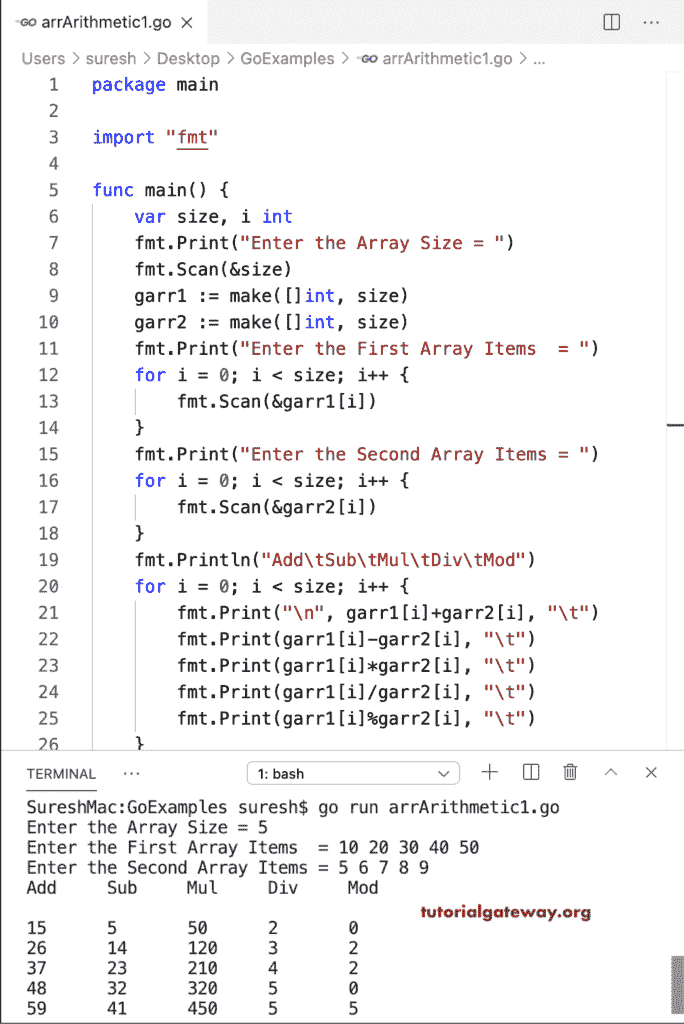 GO arrArithmetic1.go ×
Users > suresh > Desktop > GoExamples > GO arrArithmetic1.go > ...
1 package main
2
3 import "fmt"
4
5 func main() {
6     var size, i int
7     fmt.Print("Enter the Array Size = ")
8     fmt.Scan(&size)
9     garr1 := make([]int, size)
10     garr2 := make([]int, size)
11     fmt.Print("Enter the First Array Items  = ")
12     for i = 0; i < size; i++ {
13         fmt.Scan(&garr1[i])
14     }
15     fmt.Print("Enter the Second Array Items = ")
16     for i = 0; i < size; i++ {
17         fmt.Scan(&garr2[i])
18     }
19     fmt.Println("Add\tSub\tMul\tDiv\tMod")
20     for i = 0; i < size; i++ {
21         fmt.Print("\n", garr1[i]+garr2[i], "\t")
22         fmt.Print(garr1[i]-garr2[i], "\t")
23         fmt.Print(garr1[i]*garr2[i], "\t")
24         fmt.Print(garr1[i]/garr2[i], "\t")
25         fmt.Print(garr1[i]%garr2[i], "\t")
26     }
TERMINAL ... 1: bash
SureshMac:GoExamples suresh$ go run arrArithmetic1.go
Enter the Array Size = 5
Enter the First Array Items  = 10 20 30 40 50
Enter the Second Array Items = 5 6 7 8 9
Add Sub Mul Div Mod
tutorialgateway.org
15 5 50 2 0
26 14 120 3 2
37 23 210 4 2
48 32 320 5 0
59 41 450 5 5